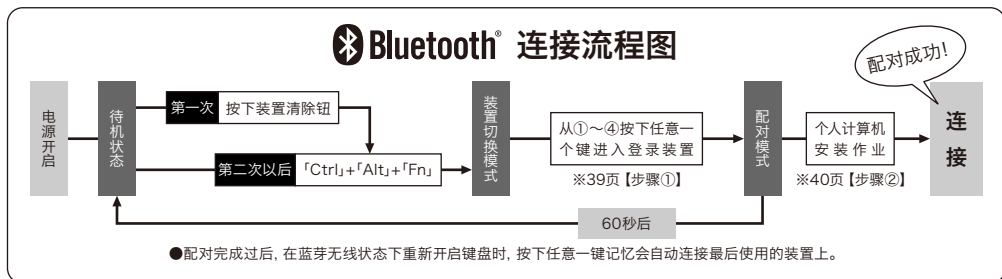 Bluetooth® 连接流程图
配对成功!
电源开启
待机状态
第一次 按下装置清除钮
第二次以后 「Ctrl」+「Alt」+「Fn」
装置切换模式
从①～④按下任意一
个键进入登录装置
※39页【步骤①】
配对模式
个人计算机
安装作业
※40页【步骤②】
连接
60秒后
●配对完成过后, 在蓝芽无线状态下重新开启键盘时, 按下任意一键记忆会自动连接最后使用的装置上。